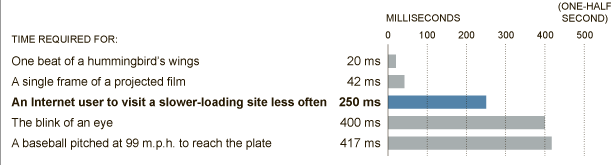 (ONE-HALF
MILLISECONDS SECOND)
TIME REQUIRED FOR: 0 100 200 300 400 500
One beat of a hummingbird's wings 20 ms
A single frame of a projected film 42 ms
An Internet user to visit a slower-loading site less often 250 ms
The blink of an eye 400 ms
A baseball pitched at 99 m.p.h. to reach the plate 417 ms